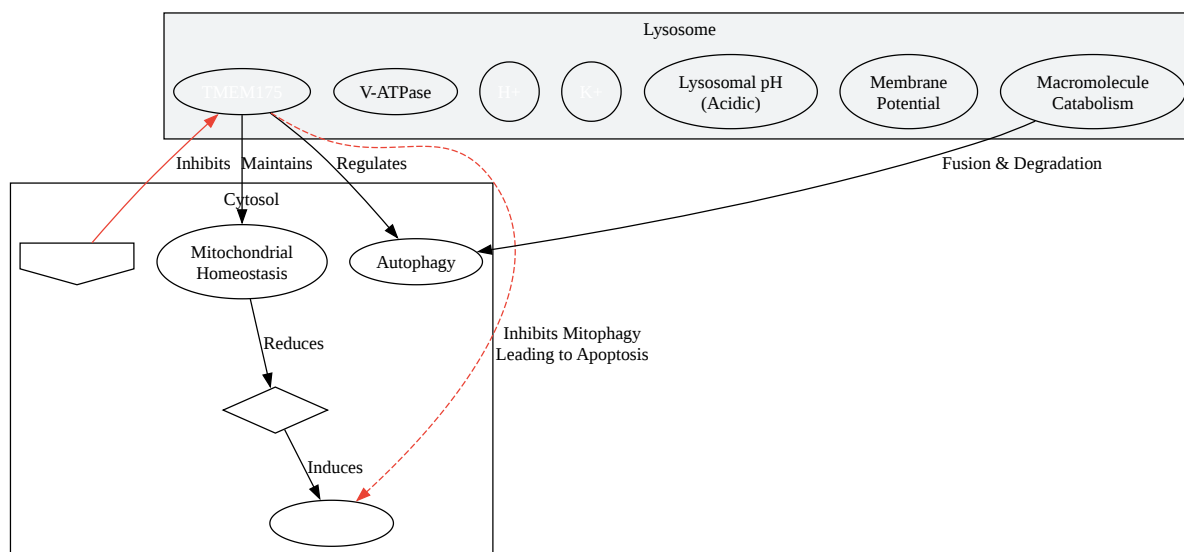 Lysosome
TMEM175
V-ATPase
H+
K+
Lysosomal pH
(Acidic)
Membrane
Potential
Macromolecule
Catabolism
Inhibits
Maintains
Regulates
Fusion & Degradation
Cytosol
Mitochondrial
Homeostasis
Autophagy
Reduces
Inhibits Mitophagy
Leading to Apoptosis
Induces